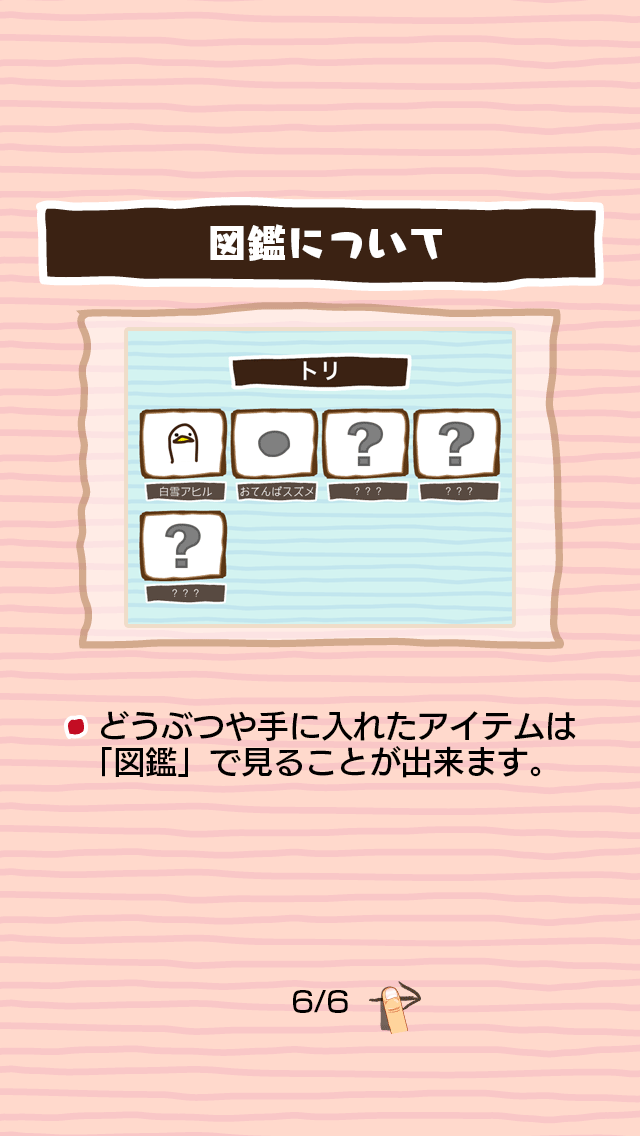 図鑑について
トリ
白雪アヒル
おてんばスズメ
？？？
？？？
？
？
？
？？？
どうぶつや手に入れたアイテムは
「図鑑」で見ることが出来ます。
6/6